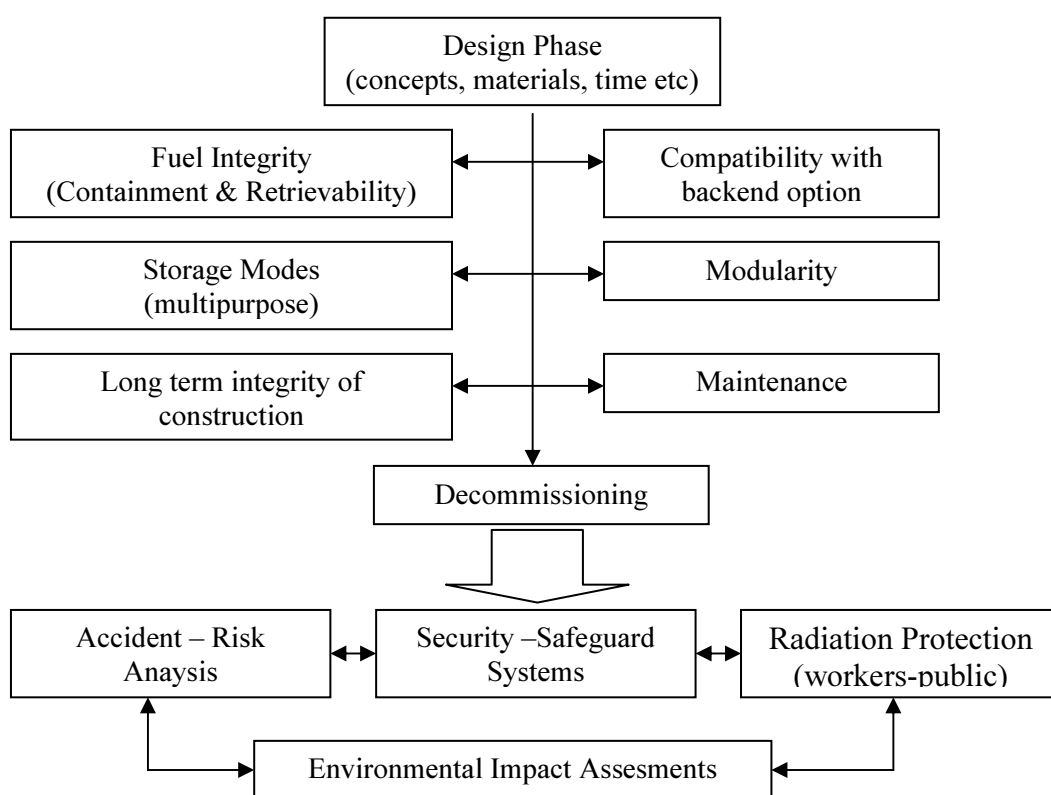 Design Phase
(concepts, materials, time etc)
Fuel Integrity
(Containment & Retrievability)
Compatibility with
backend option
Storage Modes
(multipurpose)
Modularity
Long term integrity of
construction
Maintenance
Decommissioning
Accident – Risk
Anaysis
Security –Safeguard
Systems
Radiation Protection
(workers-public)
Environmental Impact Assesments